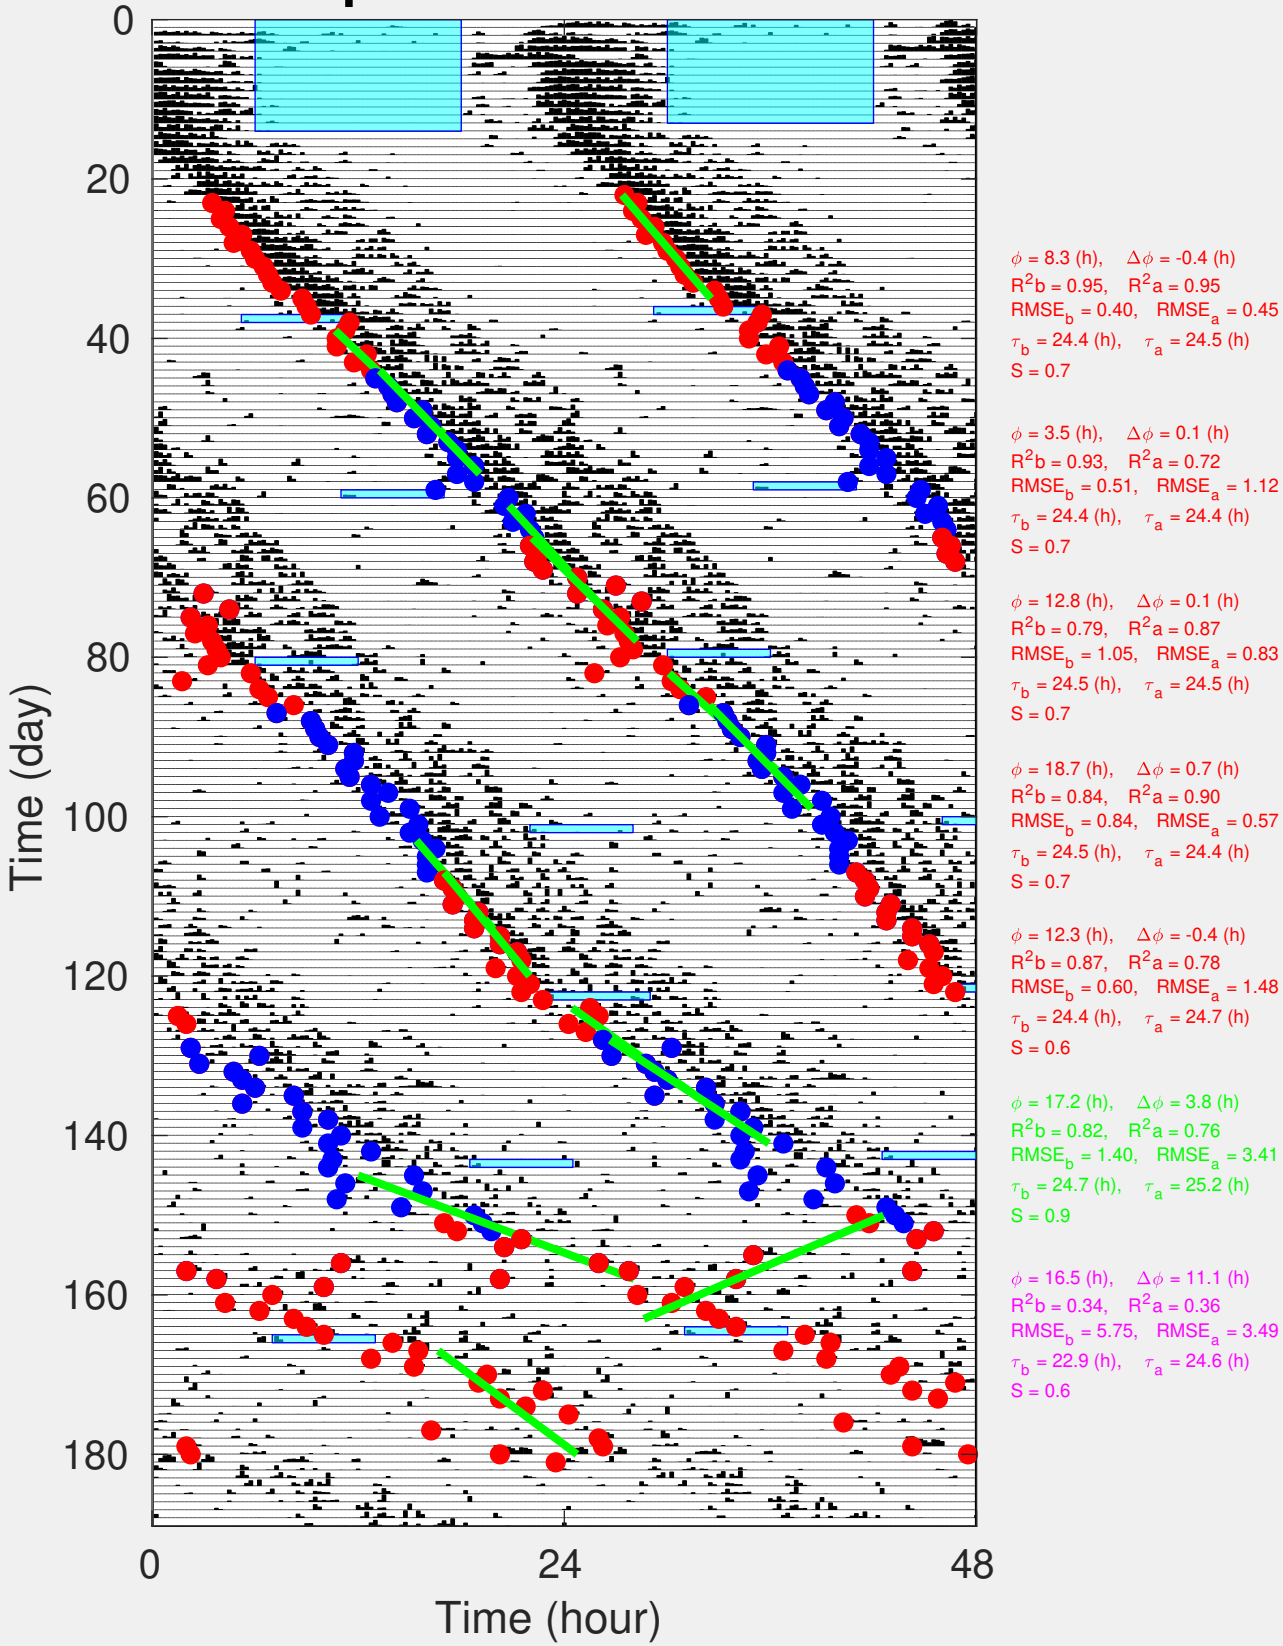 0
20
40
60
80
100
120
140
160
180
Time (day)
0 24 48
Time (hour)
ϕ = 8.3 (h), Δϕ = -0.4 (h)
R²b = 0.95, R²a = 0.95
RMSE_b = 0.40, RMSE_a = 0.45
τ_b = 24.4 (h), τ_a = 24.5 (h)
S = 0.7
ϕ = 3.5 (h), Δϕ = 0.1 (h)
R²b = 0.93, R²a = 0.72
RMSE_b = 0.51, RMSE_a = 1.12
τ_b = 24.4 (h), τ_a = 24.4 (h)
S = 0.7
ϕ = 12.8 (h), Δϕ = 0.1 (h)
R²b = 0.79, R²a = 0.87
RMSE_b = 1.05, RMSE_a = 0.83
τ_b = 24.5 (h), τ_a = 24.5 (h)
S = 0.7
ϕ = 18.7 (h), Δϕ = 0.7 (h)
R²b = 0.84, R²a = 0.90
RMSE_b = 0.84, RMSE_a = 0.57
τ_b = 24.5 (h), τ_a = 24.4 (h)
S = 0.7
ϕ = 12.3 (h), Δϕ = -0.4 (h)
R²b = 0.87, R²a = 0.78
RMSE_b = 0.60, RMSE_a = 1.48
τ_b = 24.4 (h), τ_a = 24.7 (h)
S = 0.6
ϕ = 17.2 (h), Δϕ = 3.8 (h)
R²b = 0.82, R²a = 0.76
RMSE_b = 1.40, RMSE_a = 3.41
τ_b = 24.7 (h), τ_a = 25.2 (h)
S = 0.9
ϕ = 16.5 (h), Δϕ = 11.1 (h)
R²b = 0.34, R²a = 0.36
RMSE_b = 5.75, RMSE_a = 3.49
τ_b = 22.9 (h), τ_a = 24.6 (h)
S = 0.6